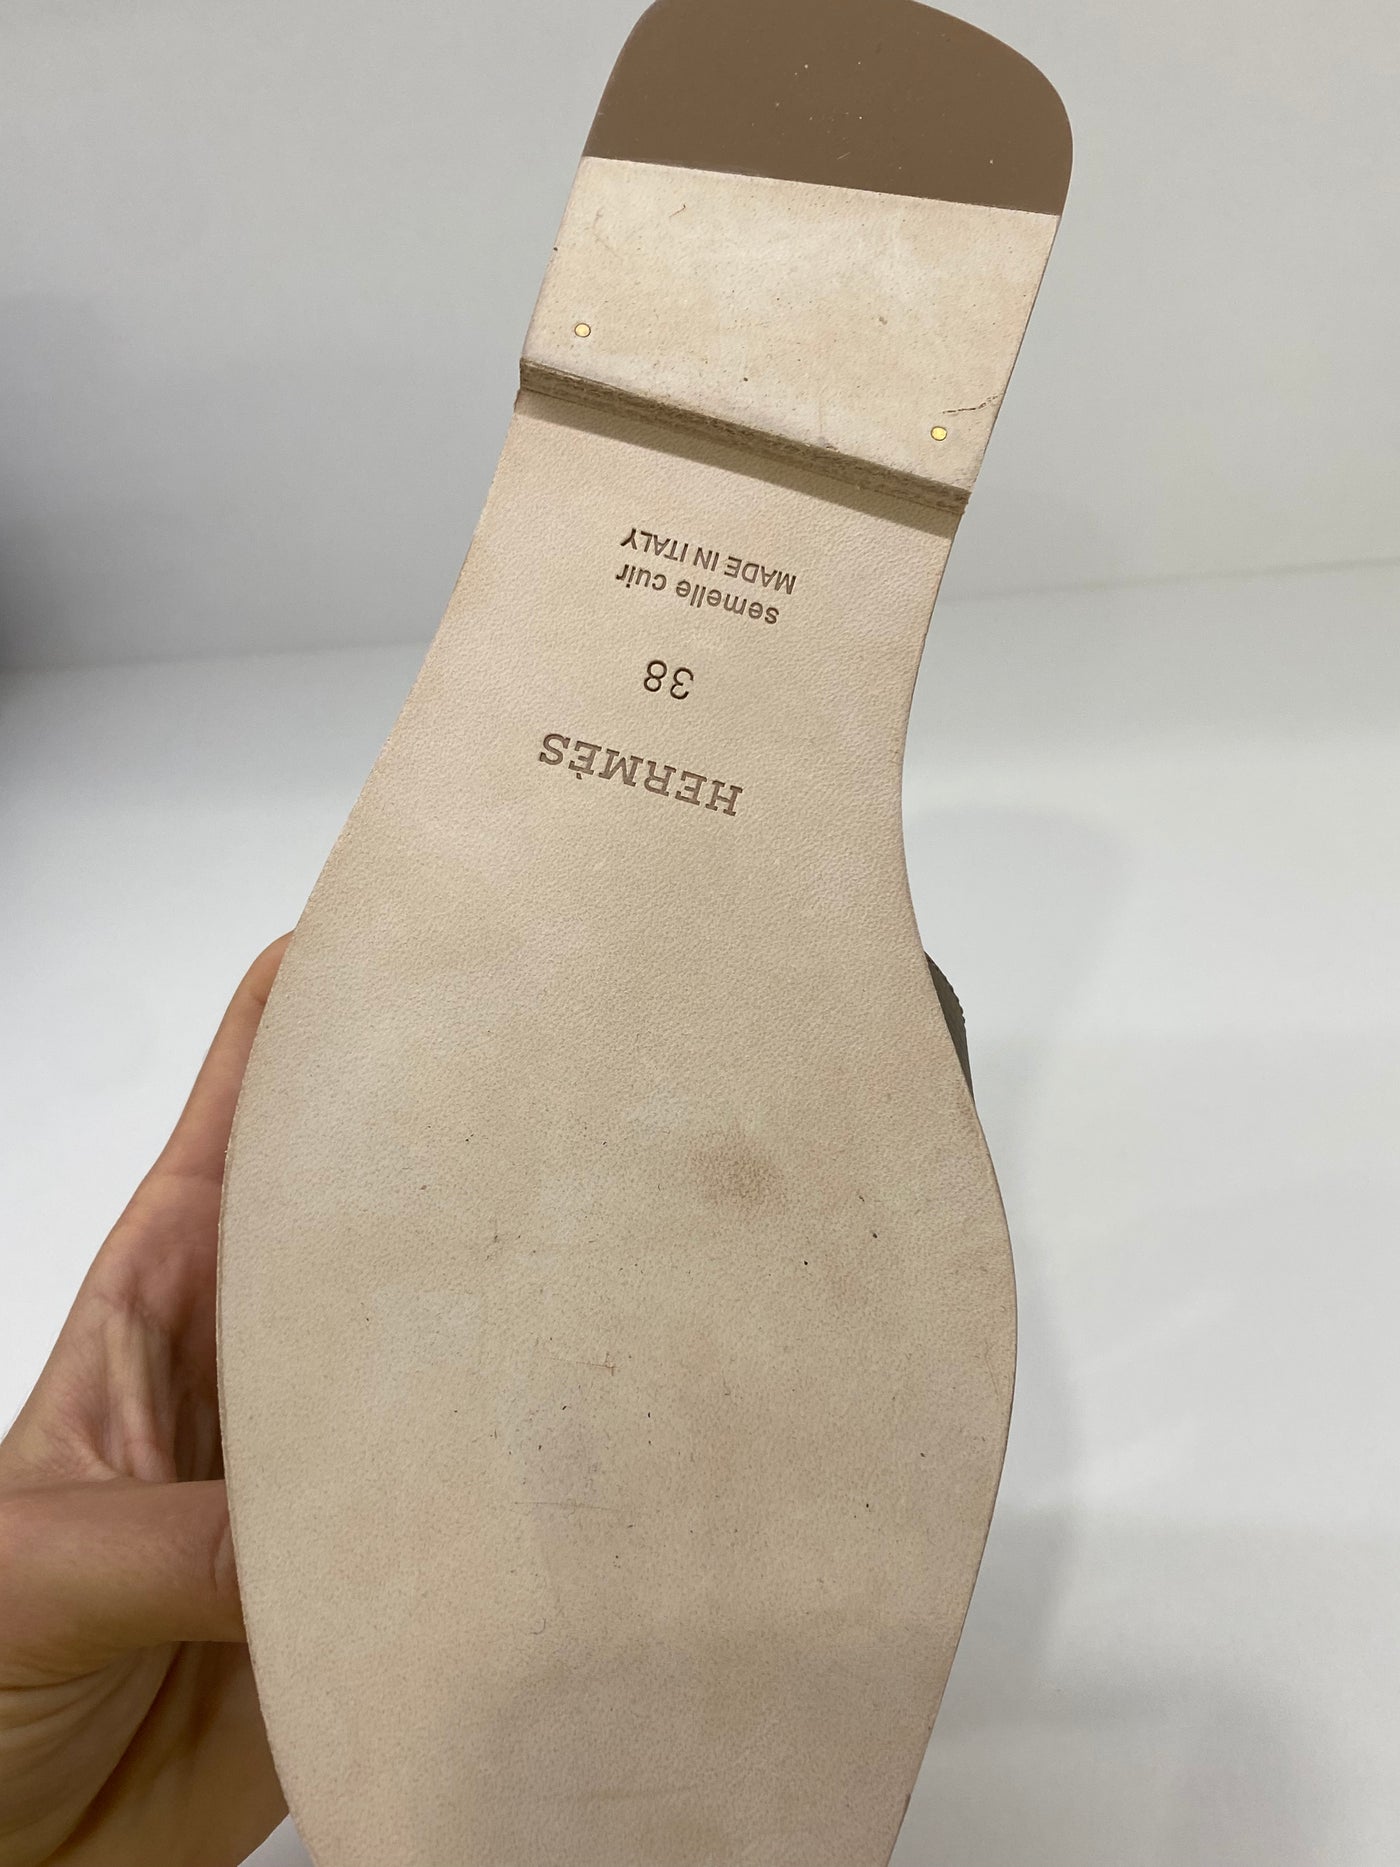 HERMÈS
38
semelle cuir
MADE IN ITALY